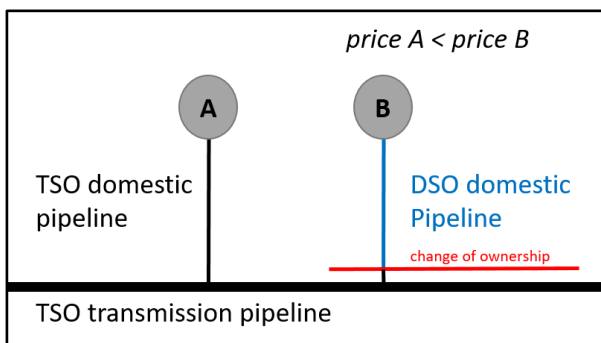 price A < price B
A
B
TSO domestic
pipeline
DSO domestic
Pipeline
change of ownership
TSO transmission pipeline